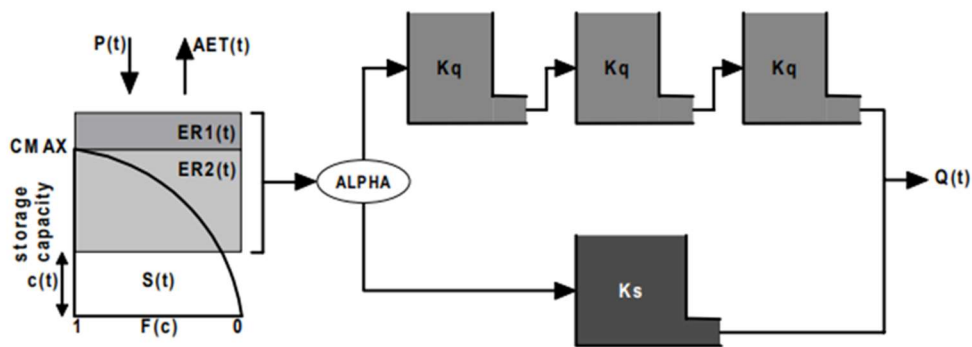 P(t)
AET(t)
ER1(t)
CMAX
ER2(t)
storage
capacity
c(t)
S(t)
1
F(c)
0
ALPHA
Kq
Kq
Kq
Ks
Q(t)